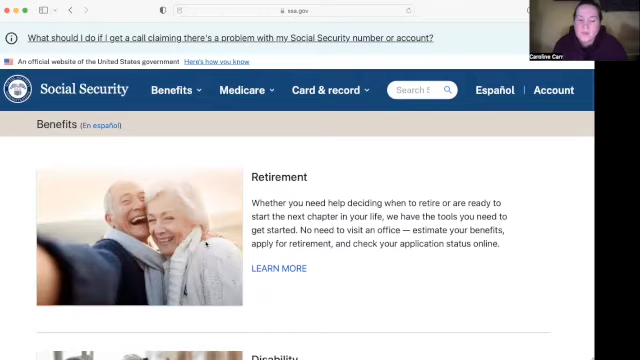 ssa.gov
What should I do if I get a call claiming there's a problem with my Social Security number or account?
Caroline Carr
An official website of the United States government Here's how you know
Social Security Benefits Medicare Card & record Search Español Account
Benefits (En español)
Retirement
Whether you need help deciding when to retire or are ready to
start the next chapter in your life, we have the tools you need to
get started. No need to visit an office — estimate your benefits,
apply for retirement, and check your application status online.
LEARN MORE
Disability